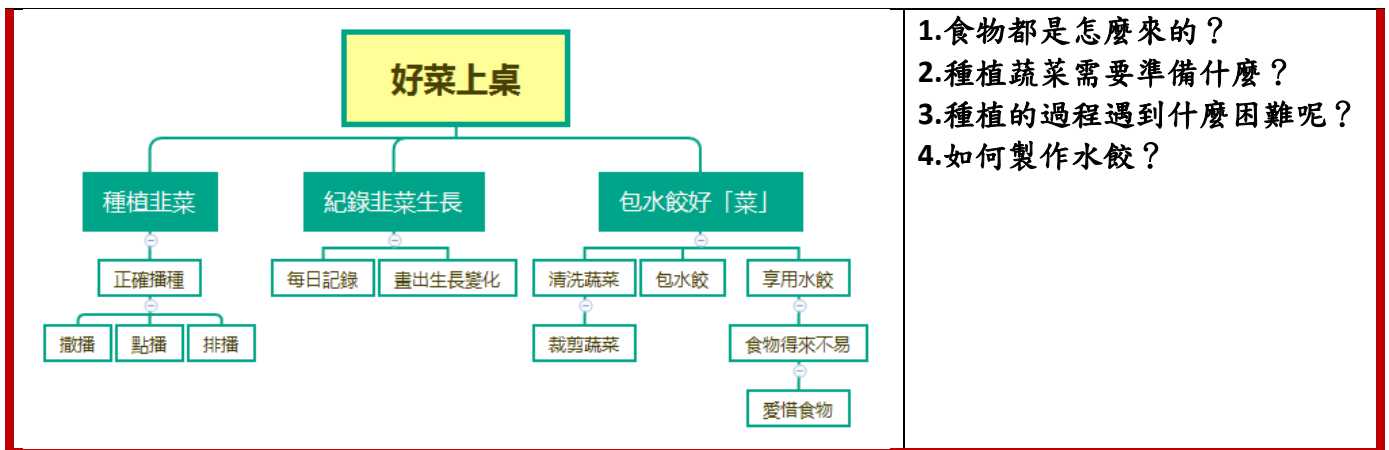 好菜上桌
種植韭菜
紀錄韭菜生長
包水餃好「菜」
正確播種
每日記錄
畫出生長變化
清洗蔬菜
包水餃
享用水餃
撒播
點播
排播
裁剪蔬菜
食物得來不易
愛惜食物
1.食物都是怎麼來的？
2.種植蔬菜需要準備什麼？
3.種植的過程遇到什麼困難呢？
4.如何製作水餃？